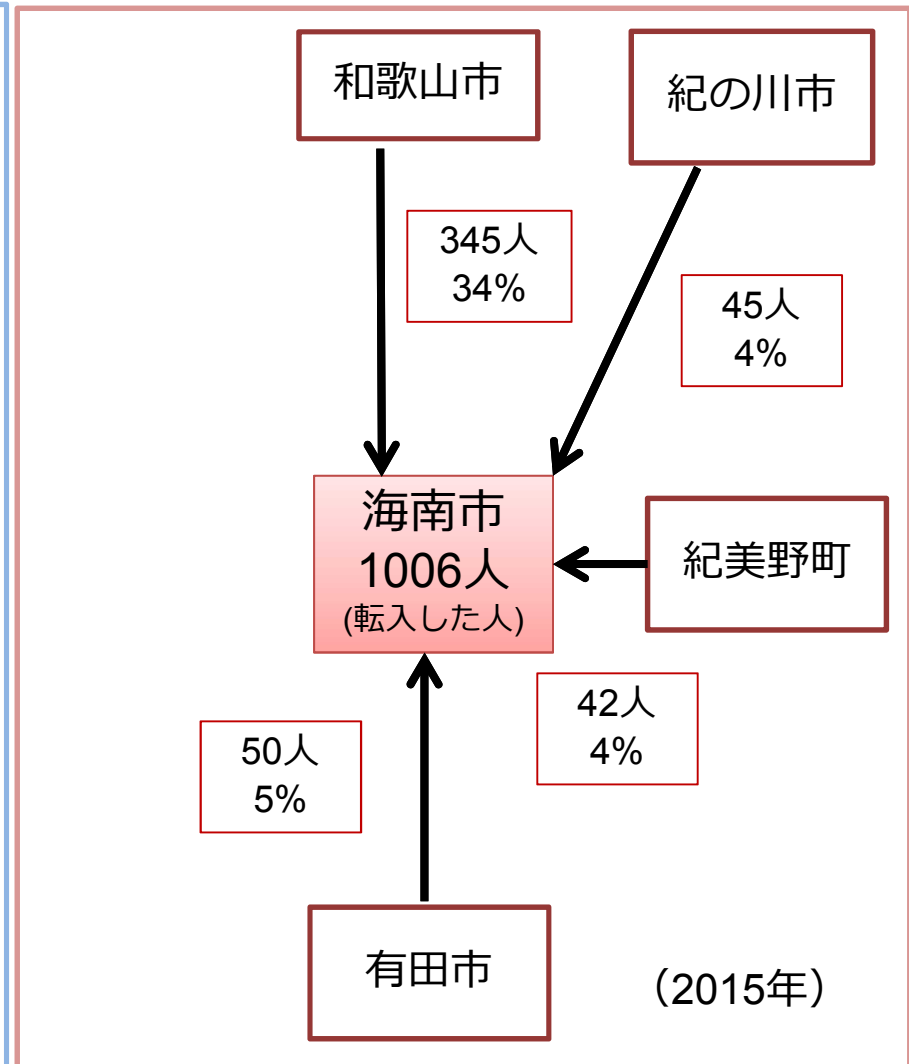 和歌山市
紀の川市
345人
34%
45人
4%
海南市
1006人
(転入した人)
紀美野町
42人
4%
50人
5%
有田市
（2015年）